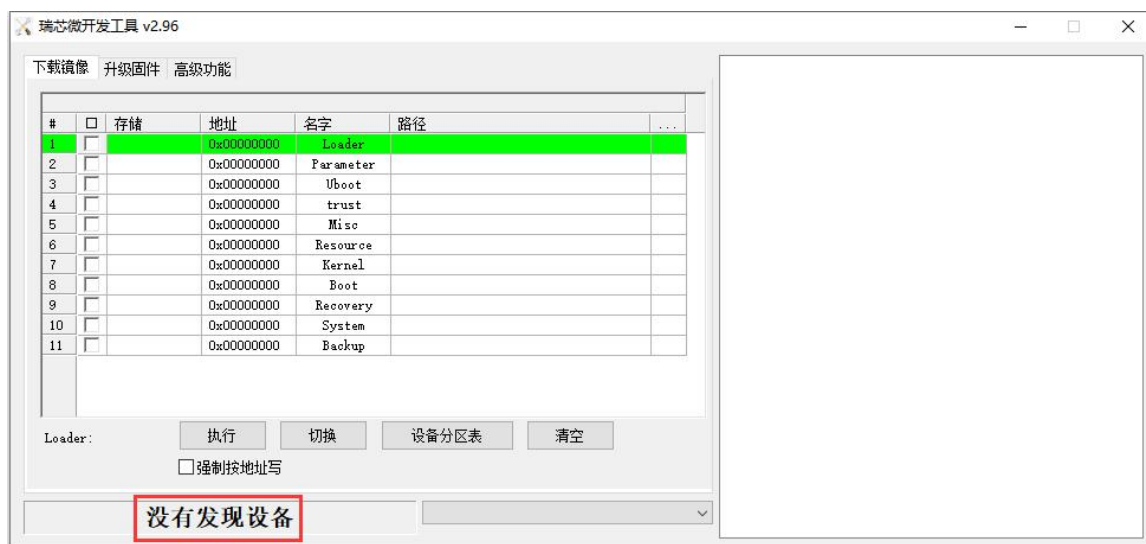 瑞芯微开发工具 v2.96
下载镜像 升级固件 高级功能
# 存储 地址 名字 路径 ...
1 0x00000000 Loader
2 0x00000000 Parameter
3 0x00000000 Uboot
4 0x00000000 trust
5 0x00000000 Misc
6 0x00000000 Resource
7 0x00000000 Kernel
8 0x00000000 Boot
9 0x00000000 Recovery
10 0x00000000 System
11 0x00000000 Backup
Loader: 执行 切换 设备分区表 清空
强制按地址写
没有发现设备